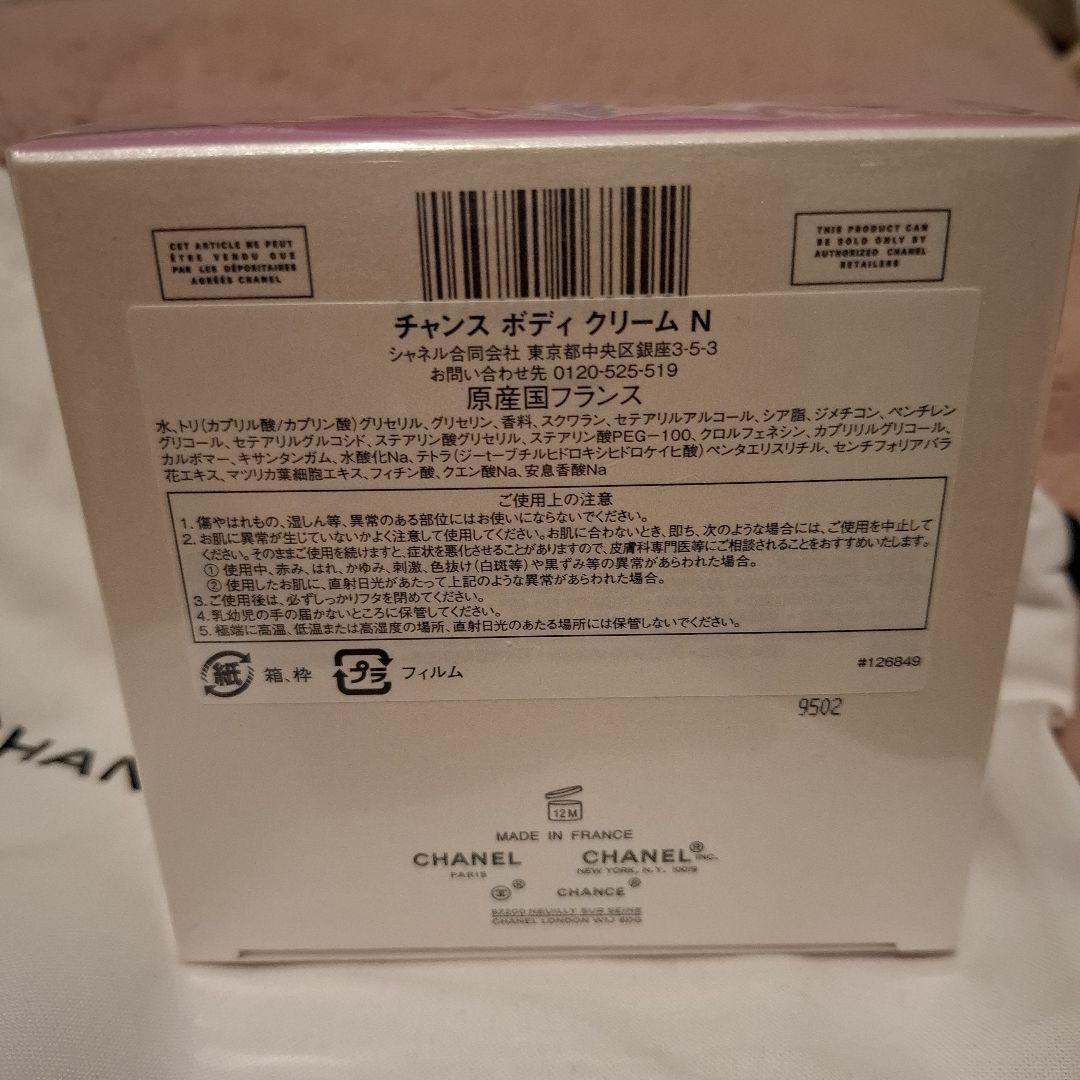 CET ARTICLE NE PEUT
ÊTRE VENDU QUE
PAR LES DÉPOSITAIRES
AGRÉÉS CHANEL
THIS PRODUCT CAN
BE SOLD ONLY BY
AUTHORIZED CHANEL
RETAILERS
チャンス ボディ クリーム N
シャネル合同会社 東京都中央区銀座3-5-3
お問い合わせ先 0120-525-519
原産国フランス
水、トリ(カプリル酸/カプリン酸)グリセリル、グリセリン、香料、スクワラン、セテアリルアルコール、シア脂、ジメチコン、ペンチレン
グリコール、セテアリルグルコシド、ステアリン酸グリセリル、ステアリン酸PEG-100、クロルフェネシン、カプリリルグリコール、
カルボマー、キサンタンガム、水酸化Na、テトラ(ジ-t-ブチルヒドロキシヒドロケイヒ酸)ペンタエリスリチル、センチフォリアバラ
花エキス、マツリカ葉細胞エキス、フィチン酸、クエン酸Na、安息香酸Na
ご使用上の注意
1. 傷やはれもの、湿しん等、異常のある部位にはお使いにならないでください。
2. お肌に異常が生じていないかよく注意して使用してください。お肌に合わないとき、即ち、次のような場合には、ご使用を中止して
ください。そのままご使用を続けますと、症状を悪化させることがありますので、皮膚科専門医等にご相談されることをおすすめいたします。
① 使用中、赤み、はれ、かゆみ、刺激、色抜け(白斑等)や黒ずみ等の異常があらわれた場合。
② 使用したお肌に、直射日光があたって上記のような異常があらわれた場合。
3. ご使用後は、必ずしっかりフタを閉めてください。
4. 乳幼児の手の届かないところに保管してください。
5. 極端に高温、低温または高湿度の場所、直射日光のあたる場所には保管しないでください。
紙 箱、枠 プラ フィルム
#126849
9502
12M
MADE IN FRANCE
CHANEL CHANEL® INC.
PARIS NEW YORK, N.Y. 10019
® CHANCE®
92200 NEUILLY SUR SEINE
CHANEL LONDON W1J 6DG
CHAN